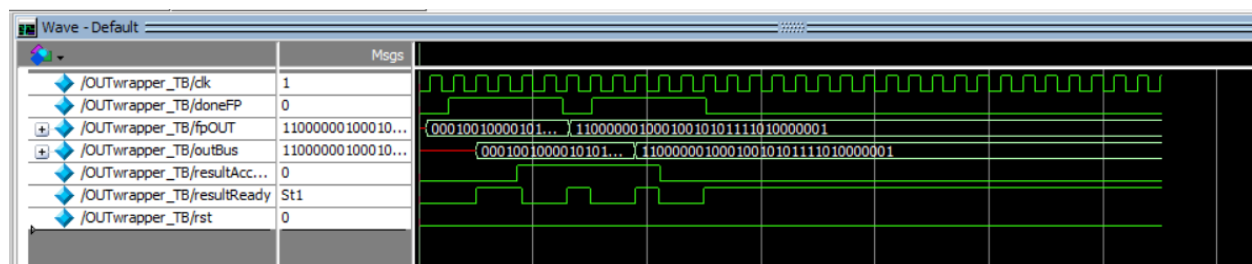 Wave - Default
Msgs
/OUTwrapper_TB/clk 1
/OUTwrapper_TB/doneFP 0
/OUTwrapper_TB/fpOUT 11000000100010... 00010010000101... 11000000100010010101111010000001
/OUTwrapper_TB/outBus 11000000100010... 0001001000010101... 11000000100010010101111010000001
/OUTwrapper_TB/resultAcc... 0
/OUTwrapper_TB/resultReady St1
/OUTwrapper_TB/rst 0